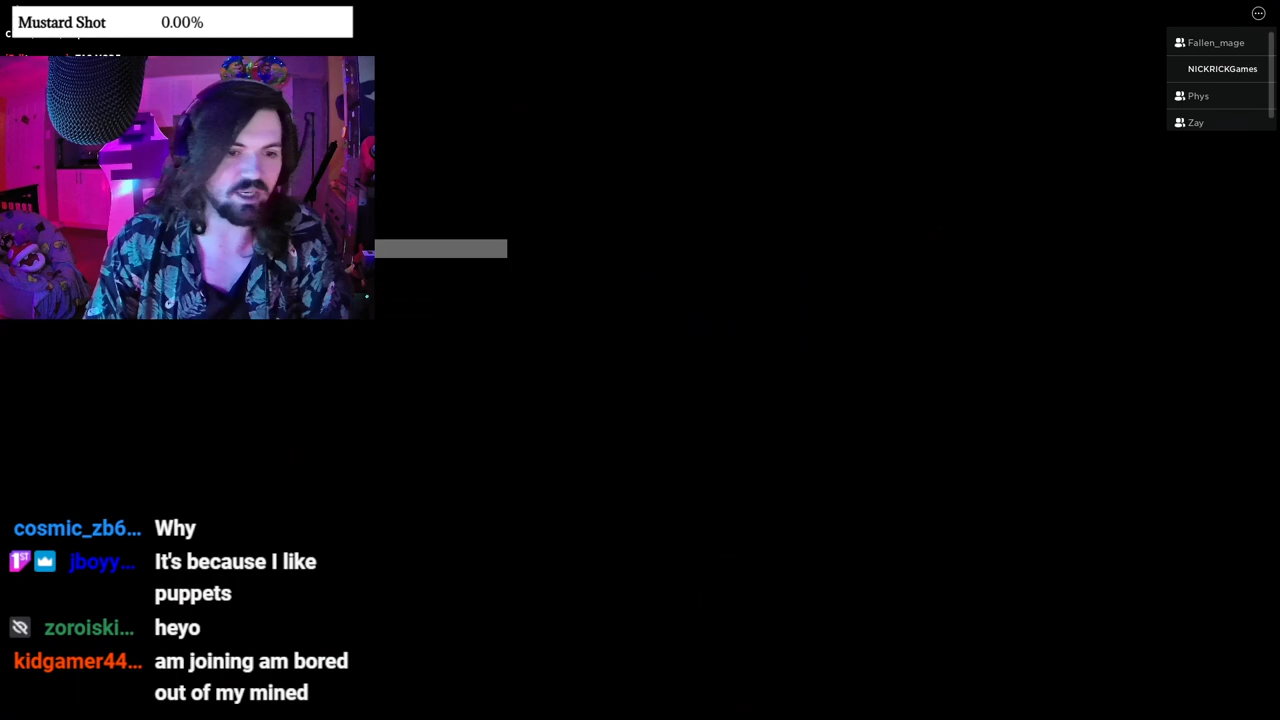 Mustard Shot 0.00%
Fallen_mage
NICKRICKGames
Phys
Zay
cosmic_zb6… Why
1ST jboyy… It's because I like
puppets
zoroiski… heyo
kidgamer44… am joining am bored
out of my mined